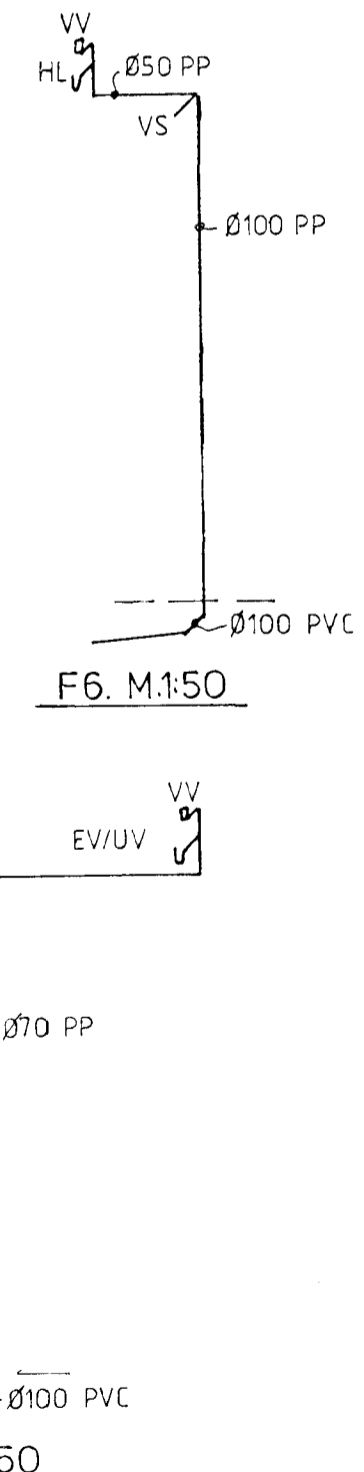 VV
HL Ø50 PP
VS
Ø100 PP
Ø100 PVC
F6. M.1:50
VV
EV/UV
Ø70 PP
Ø100 PVC
50